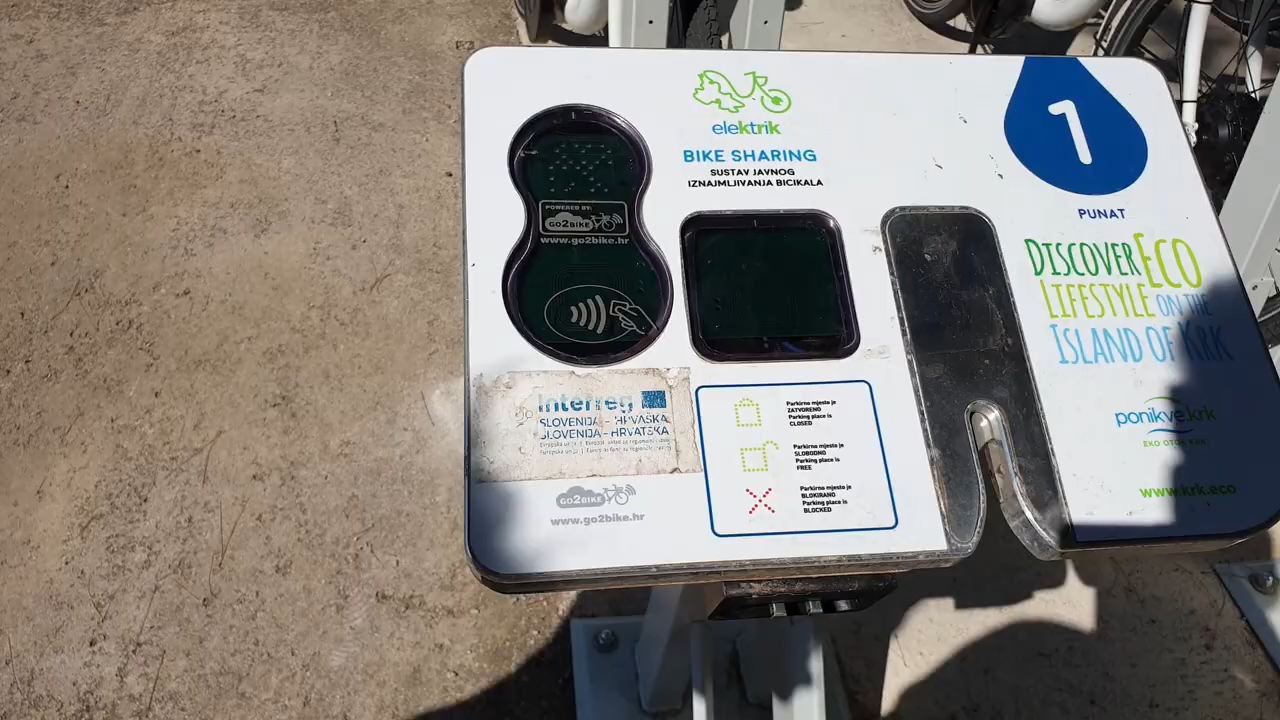 elektrik
BIKE SHARING
SUSTAV JAVNOG
IZNAJMLJIVANJA BICIKALA
1
PUNAT
DISCOVER ECO
LIFESTYLE ON THE
ISLAND OF KRK
ponikve.krk
EKO OTOK KRK
www.krk.eco
POWERED BY:
GO2BIKE
www.go2bike.hr
Interreg
SLOVENIJA - HRVAŠKA
SLOVENIJA - HRVATSKA
GO2BIKE
www.go2bike.hr
Parkirno mjesto je
ZATVORENO
Parking place is
CLOSED
Parkirno mjesto je
SLOBODNO
Parking place is
FREE
Parkirno mjesto je
BLOKIRANO
Parking place is
BLOCKED